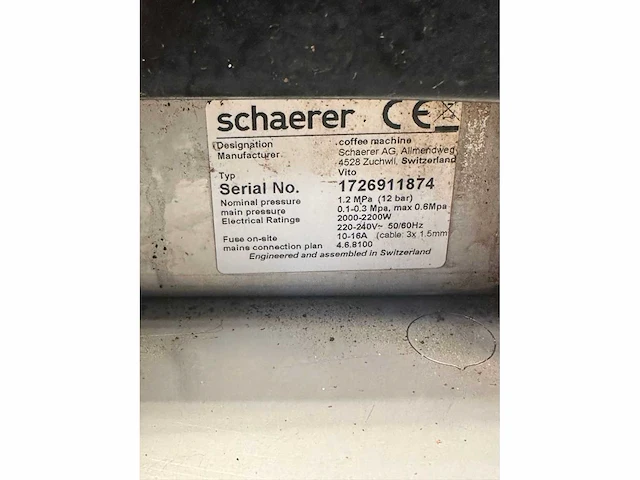 schaerer CE
Designation coffee machine
Manufacturer Schaerer AG, Allmendweg
4528 Zuchwil, Switzerland
Typ Vito
Serial No. 1726911874
Nominal pressure 1.2 MPa (12 bar)
main pressure 0.1-0.3 Mpa, max 0.6Mpa
Electrical Ratings 2000-2200W
220-240V~ 50/60Hz
Fuse on-site 10-16A (cable: 3x 1.5mm
mains connection plan 4.6.8100
Engineered and assembled in Switzerland